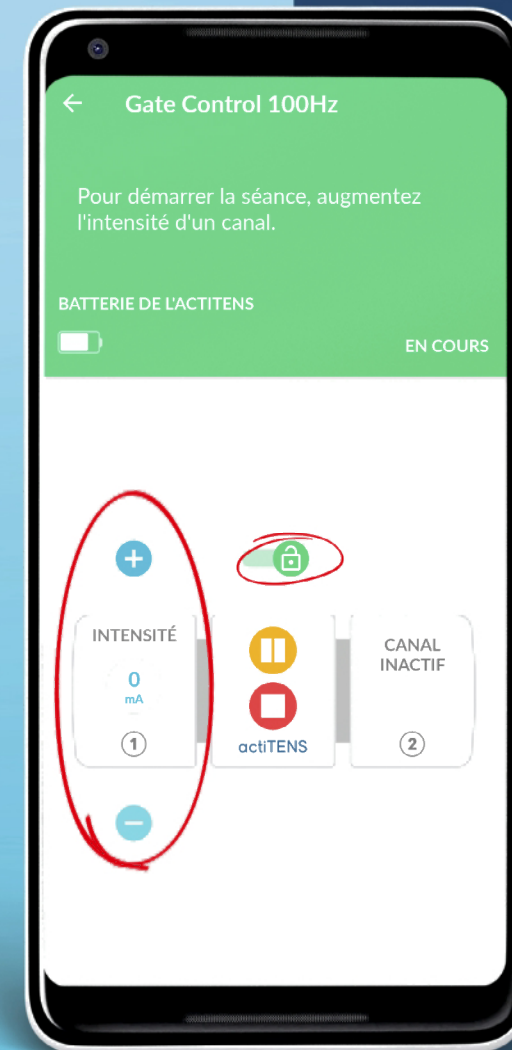 Gate Control 100Hz
Pour démarrer la séance, augmentez
l'intensité d'un canal.
BATTERIE DE L'ACTITENS
EN COURS
INTENSITÉ
0
mA
1
actiTENS
CANAL
INACTIF
2